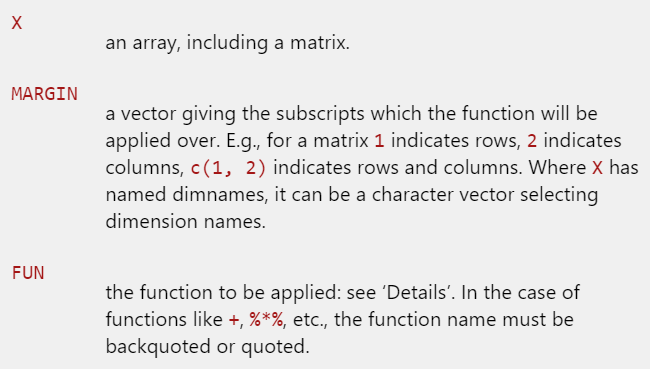 X
an array, including a matrix.
MARGIN
a vector giving the subscripts which the function will be
applied over. E.g., for a matrix 1 indicates rows, 2 indicates
columns, c(1, 2) indicates rows and columns. Where X has
named dimnames, it can be a character vector selecting
dimension names.
FUN
the function to be applied: see ‘Details’. In the case of
functions like +, %*%, etc., the function name must be
backquoted or quoted.